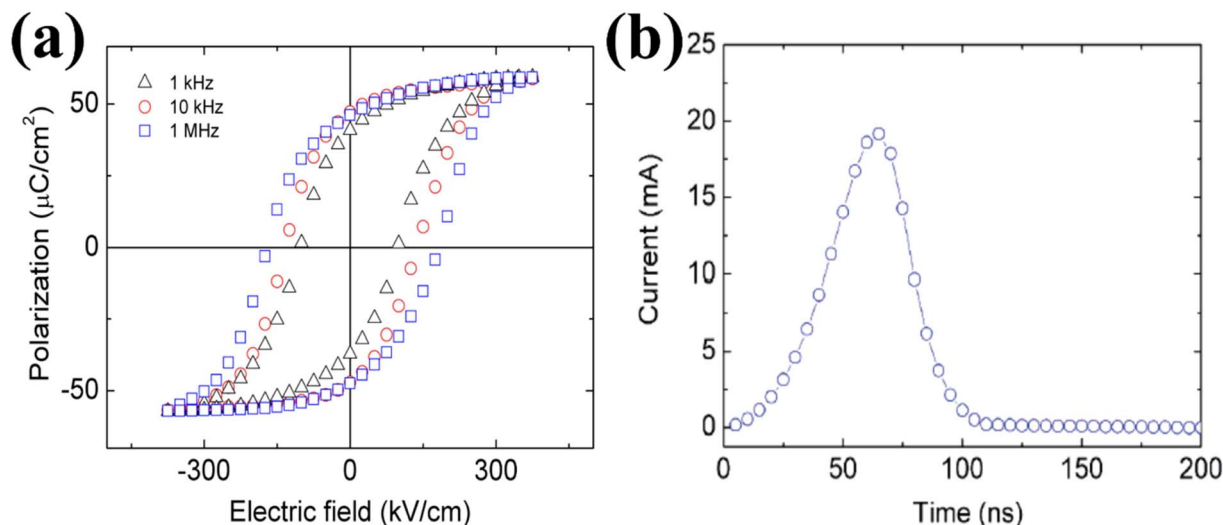 (a)
Polarization (μC/cm²)
50
0
-50
1 kHz
10 kHz
1 MHz
-300
0
300
Electric field (kV/cm)
(b)
Current (mA)
25
20
15
10
5
0
0
50
100
150
200
Time (ns)